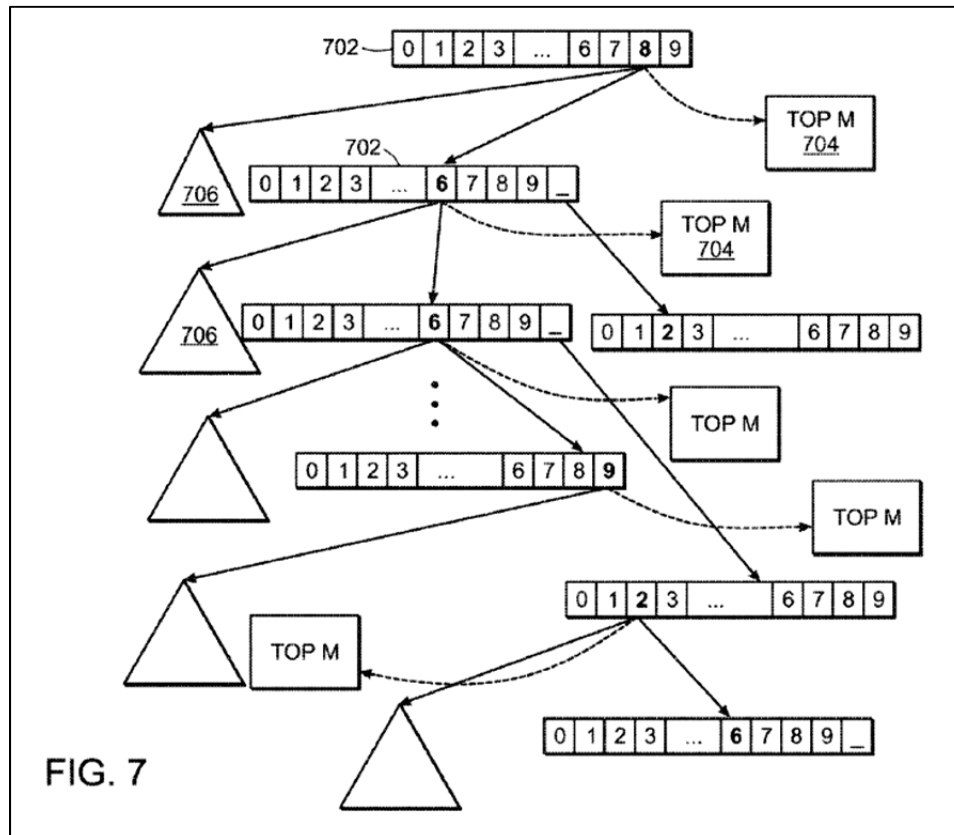 702 0 1 2 3 ... 6 7 8 9
TOP M
704
702
706
0 1 2 3 ... 6 7 8 9 _
TOP M
704
706
0 1 2 3 ... 6 7 8 9 _
0 1 2 3 ... 6 7 8 9
TOP M
0 1 2 3 ... 6 7 8 9
TOP M
0 1 2 3 ... 6 7 8 9
TOP M
0 1 2 3 ... 6 7 8 9 _
FIG. 7